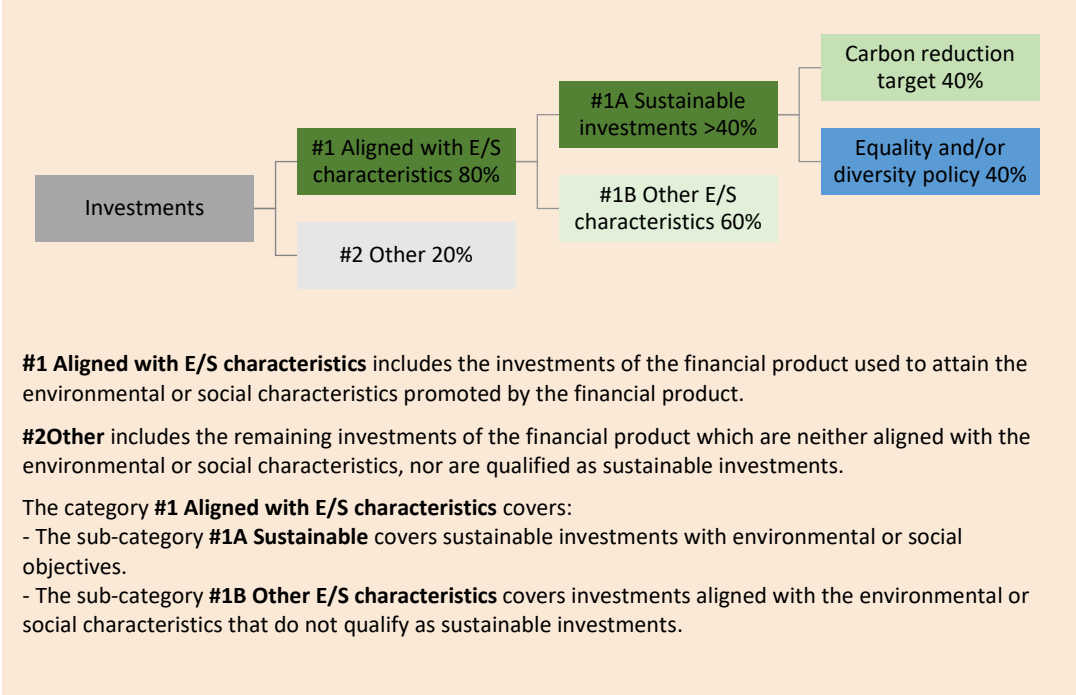 Carbon reduction
target 40%
#1A Sustainable
investments >40%
#1 Aligned with E/S
characteristics 80%
Equality and/or
diversity policy 40%
Investments
#1B Other E/S
characteristics 60%
#2 Other 20%
#1 Aligned with E/S characteristics includes the investments of the financial product used to attain the
environmental or social characteristics promoted by the financial product.
#2Other includes the remaining investments of the financial product which are neither aligned with the
environmental or social characteristics, nor are qualified as sustainable investments.
The category #1 Aligned with E/S characteristics covers:
- The sub-category #1A Sustainable covers sustainable investments with environmental or social
objectives.
- The sub-category #1B Other E/S characteristics covers investments aligned with the environmental or
social characteristics that do not qualify as sustainable investments.